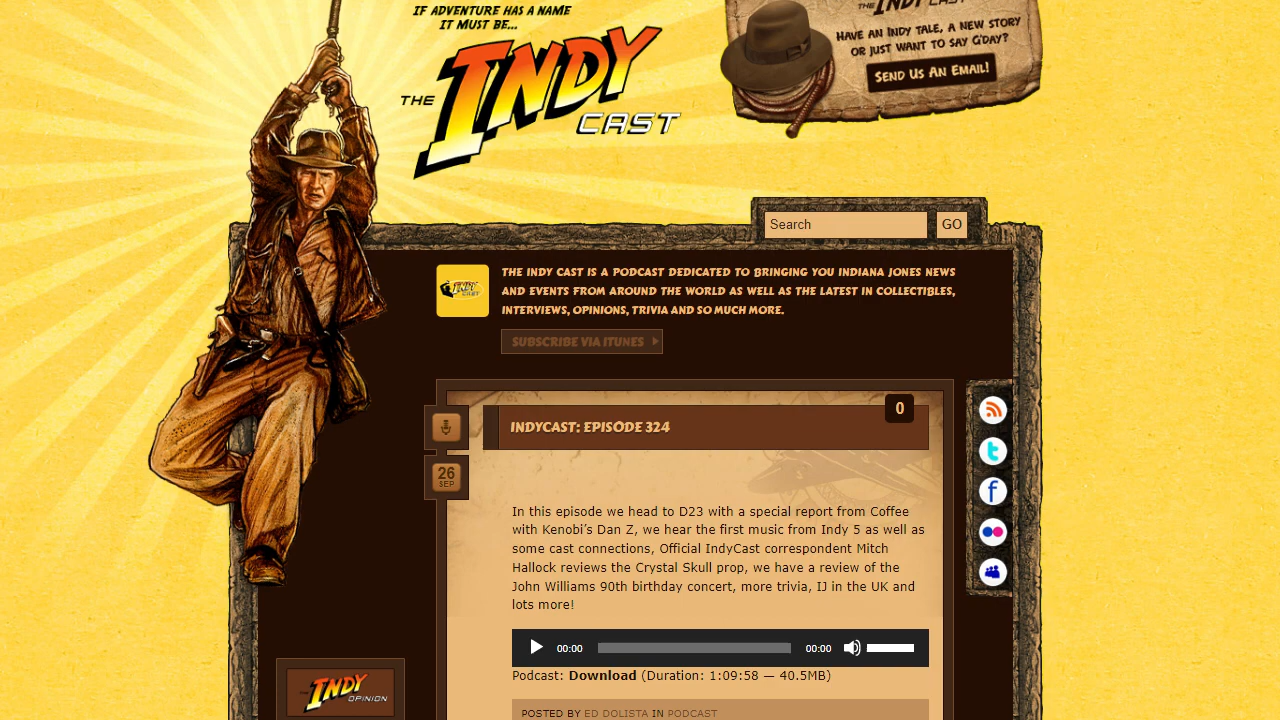 IF ADVENTURE HAS A NAME
IT MUST BE...
THE INDY CAST
THE INDY CAST
HAVE AN INDY TALE, A NEW STORY
OR JUST WANT TO SAY G'DAY?
SEND US AN EMAIL!
Search GO
THE INDY CAST IS A PODCAST DEDICATED TO BRINGING YOU INDIANA JONES NEWS
AND EVENTS FROM AROUND THE WORLD AS WELL AS THE LATEST IN COLLECTIBLES,
INTERVIEWS, OPINIONS, TRIVIA AND SO MUCH MORE.
SUBSCRIBE VIA ITUNES
0
INDYCAST: EPISODE 324
26
SEP
In this episode we head to D23 with a special report from Coffee
with Kenobi’s Dan Z, we hear the first music from Indy 5 as well as
some cast connections, Official IndyCast correspondent Mitch
Hallock reviews the Crystal Skull prop, we have a review of the
John Williams 90th birthday concert, more trivia, IJ in the UK and
lots more!
00:00 00:00
Podcast: Download (Duration: 1:09:58 — 40.5MB)
THE INDY OPINION
POSTED BY ED DOLISTA IN PODCAST